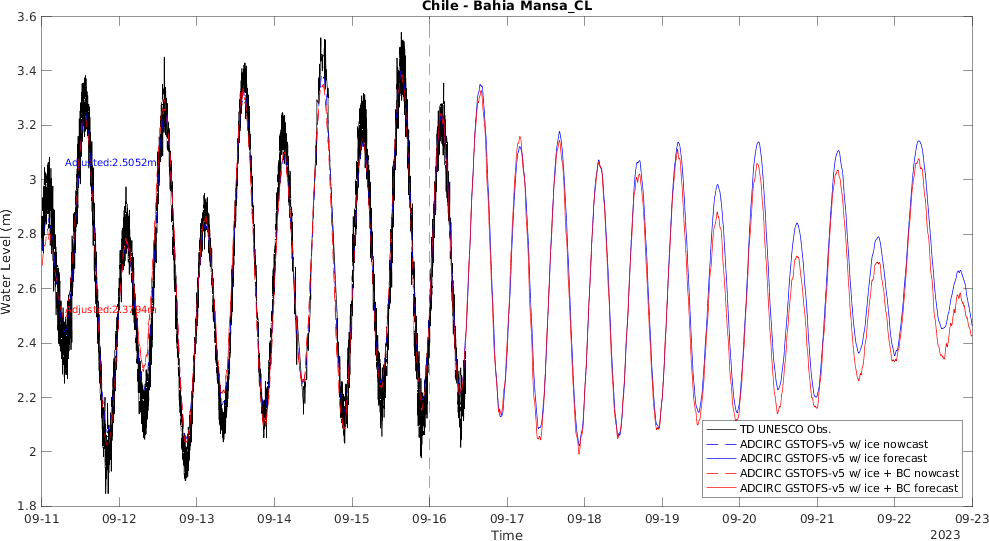 Chile - Bahia Mansa_CL
Water Level (m)
3.6
3.4
3.2
3
2.8
2.6
2.4
2.2
2
1.8
Adjusted:2.5052m
Adjusted:2.3794m
TD UNESCO Obs.
ADCIRC GSTOFS-v5 w/ ice nowcast
ADCIRC GSTOFS-v5 w/ ice forecast
ADCIRC GSTOFS-v5 w/ ice + BC nowcast
ADCIRC GSTOFS-v5 w/ ice + BC forecast
09-11 09-12 09-13 09-14 09-15 09-16 09-17 09-18 09-19 09-20 09-21 09-22 09-23
Time
2023